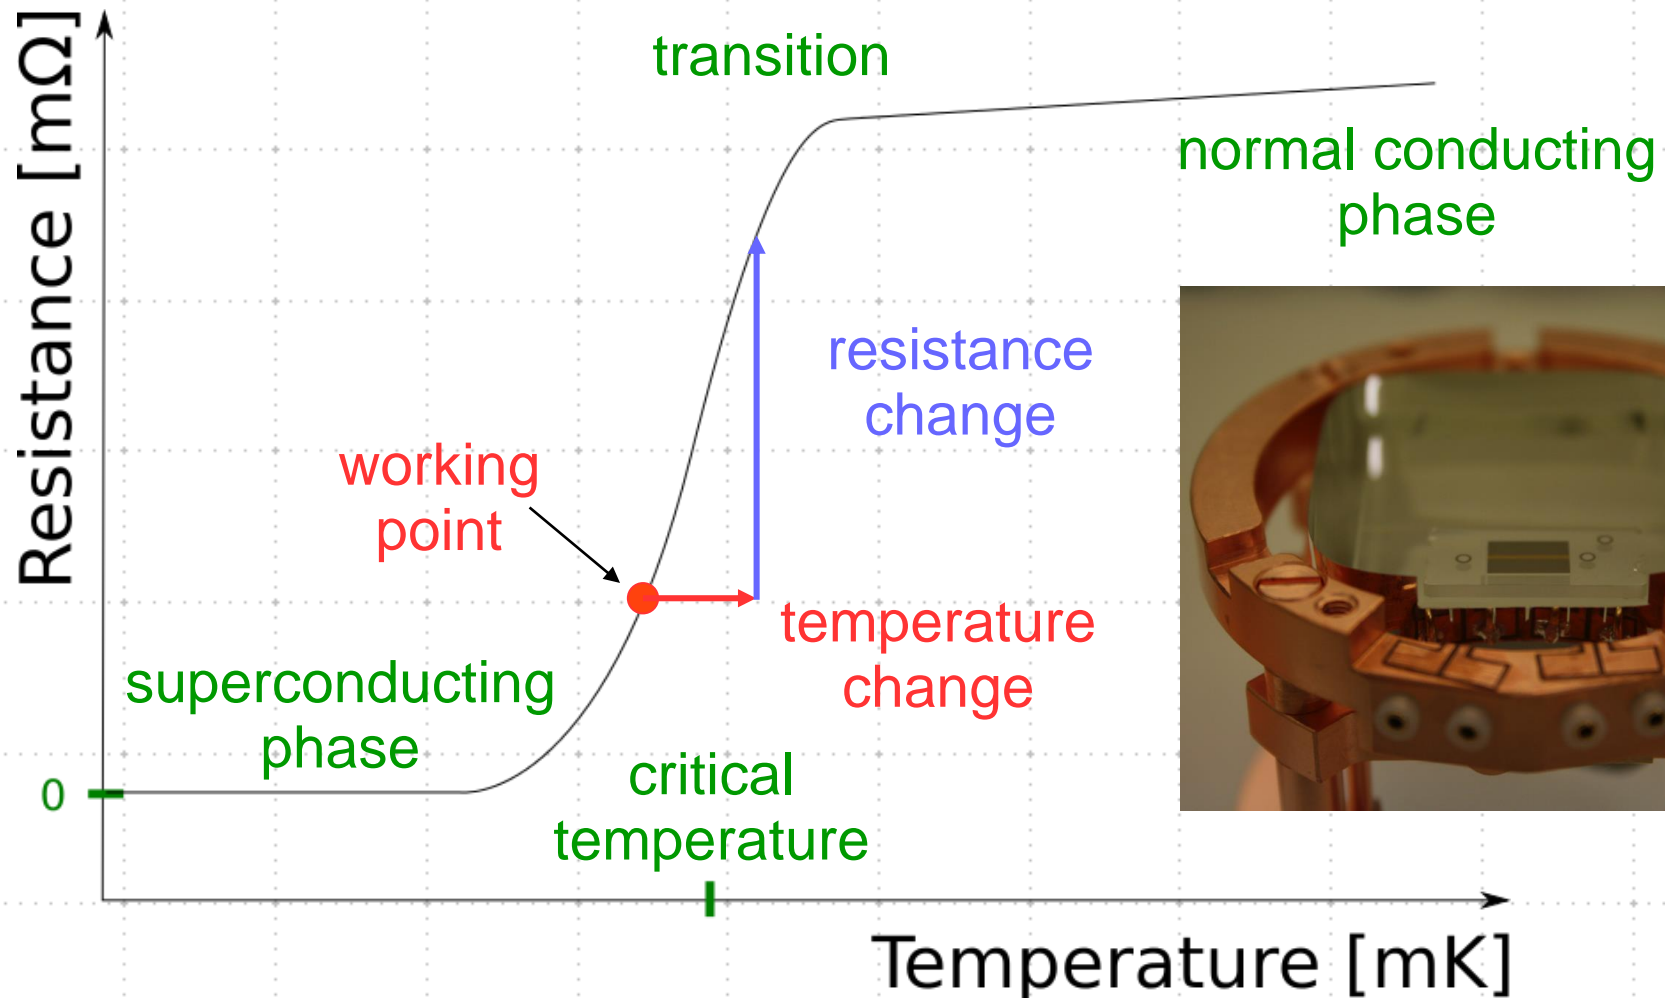 Resistance [mΩ]
transition
normal conducting
phase
resistance
change
working
point
temperature
change
superconducting
phase
critical
temperature
0
Temperature [mK]